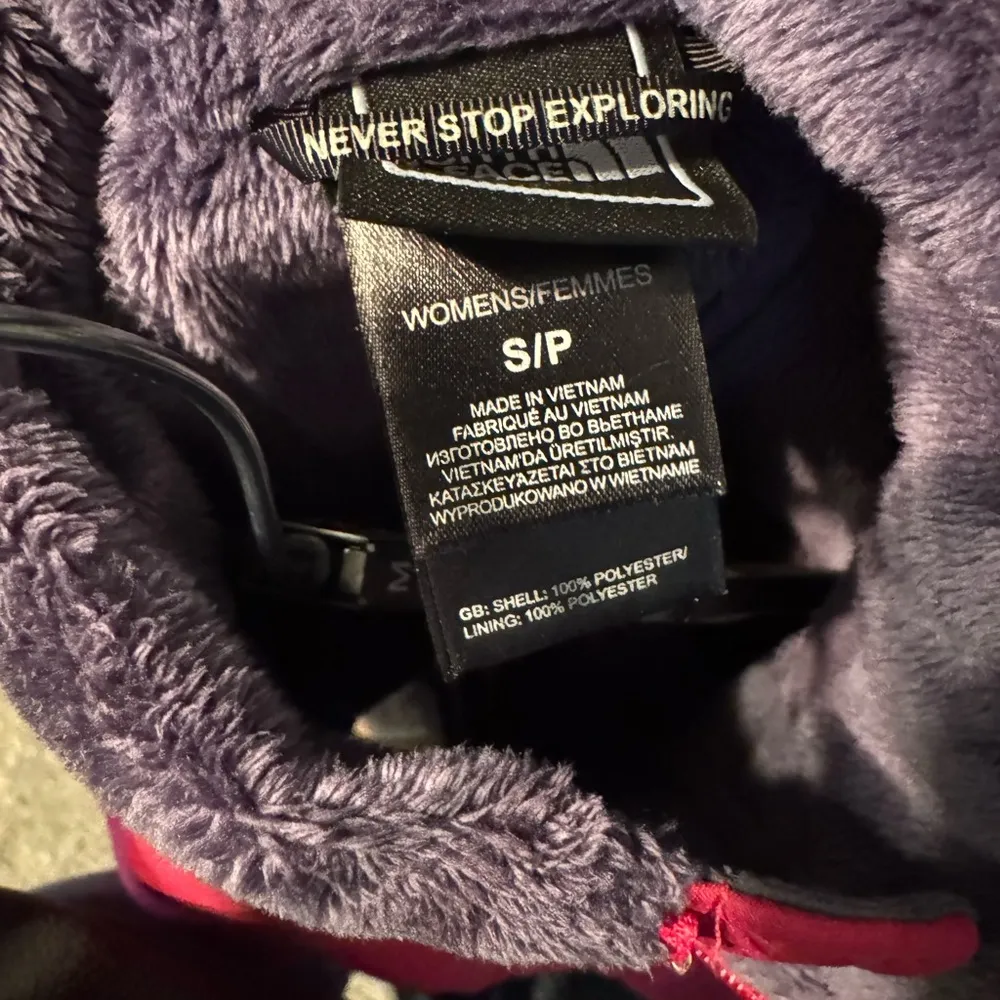 NEVER STOP EXPLORING
FACE
WOMENS/FEMMES
S/P
MADE IN VIETNAM
FABRIQUÉ AU VIETNAM
ИЗГОТОВЛЕНО ВО ВЬЕТНАМЕ
VIETNAM'DA ÜRETILMIŞTIR.
ΚΑΤΑΣΚΕΥΑΖΕΤΑΙ ΣΤΟ ΒΙΕΤΝΑΜ
WYPRODUKOWANO W WIETNAMIE
M
GB: SHELL: 100% POLYESTER/
LINING: 100% POLYESTER